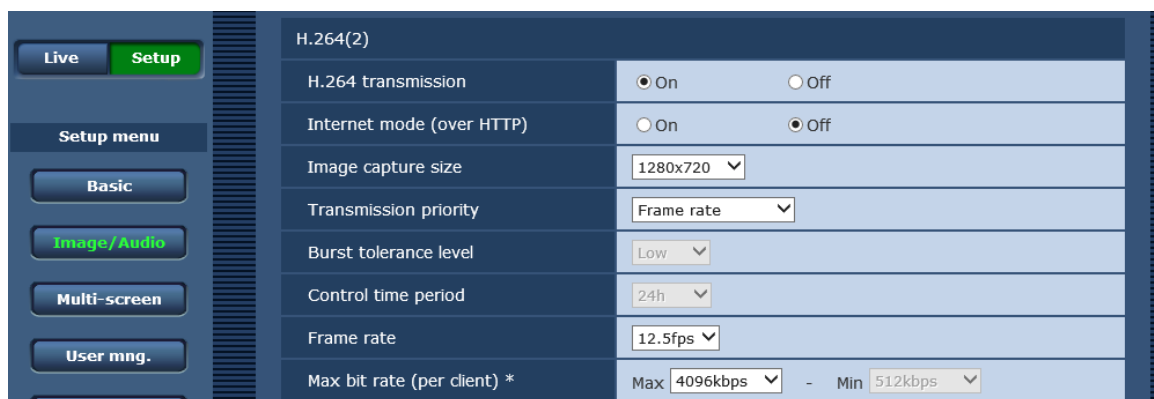 Live Setup
Setup menu
Basic
Image/Audio
Multi-screen
User mng.
H.264(2)
H.264 transmission On Off
Internet mode (over HTTP) On Off
Image capture size 1280x720
Transmission priority Frame rate
Burst tolerance level Low
Control time period 24h
Frame rate 12.5fps
Max bit rate (per client) * Max 4096kbps - Min 512kbps